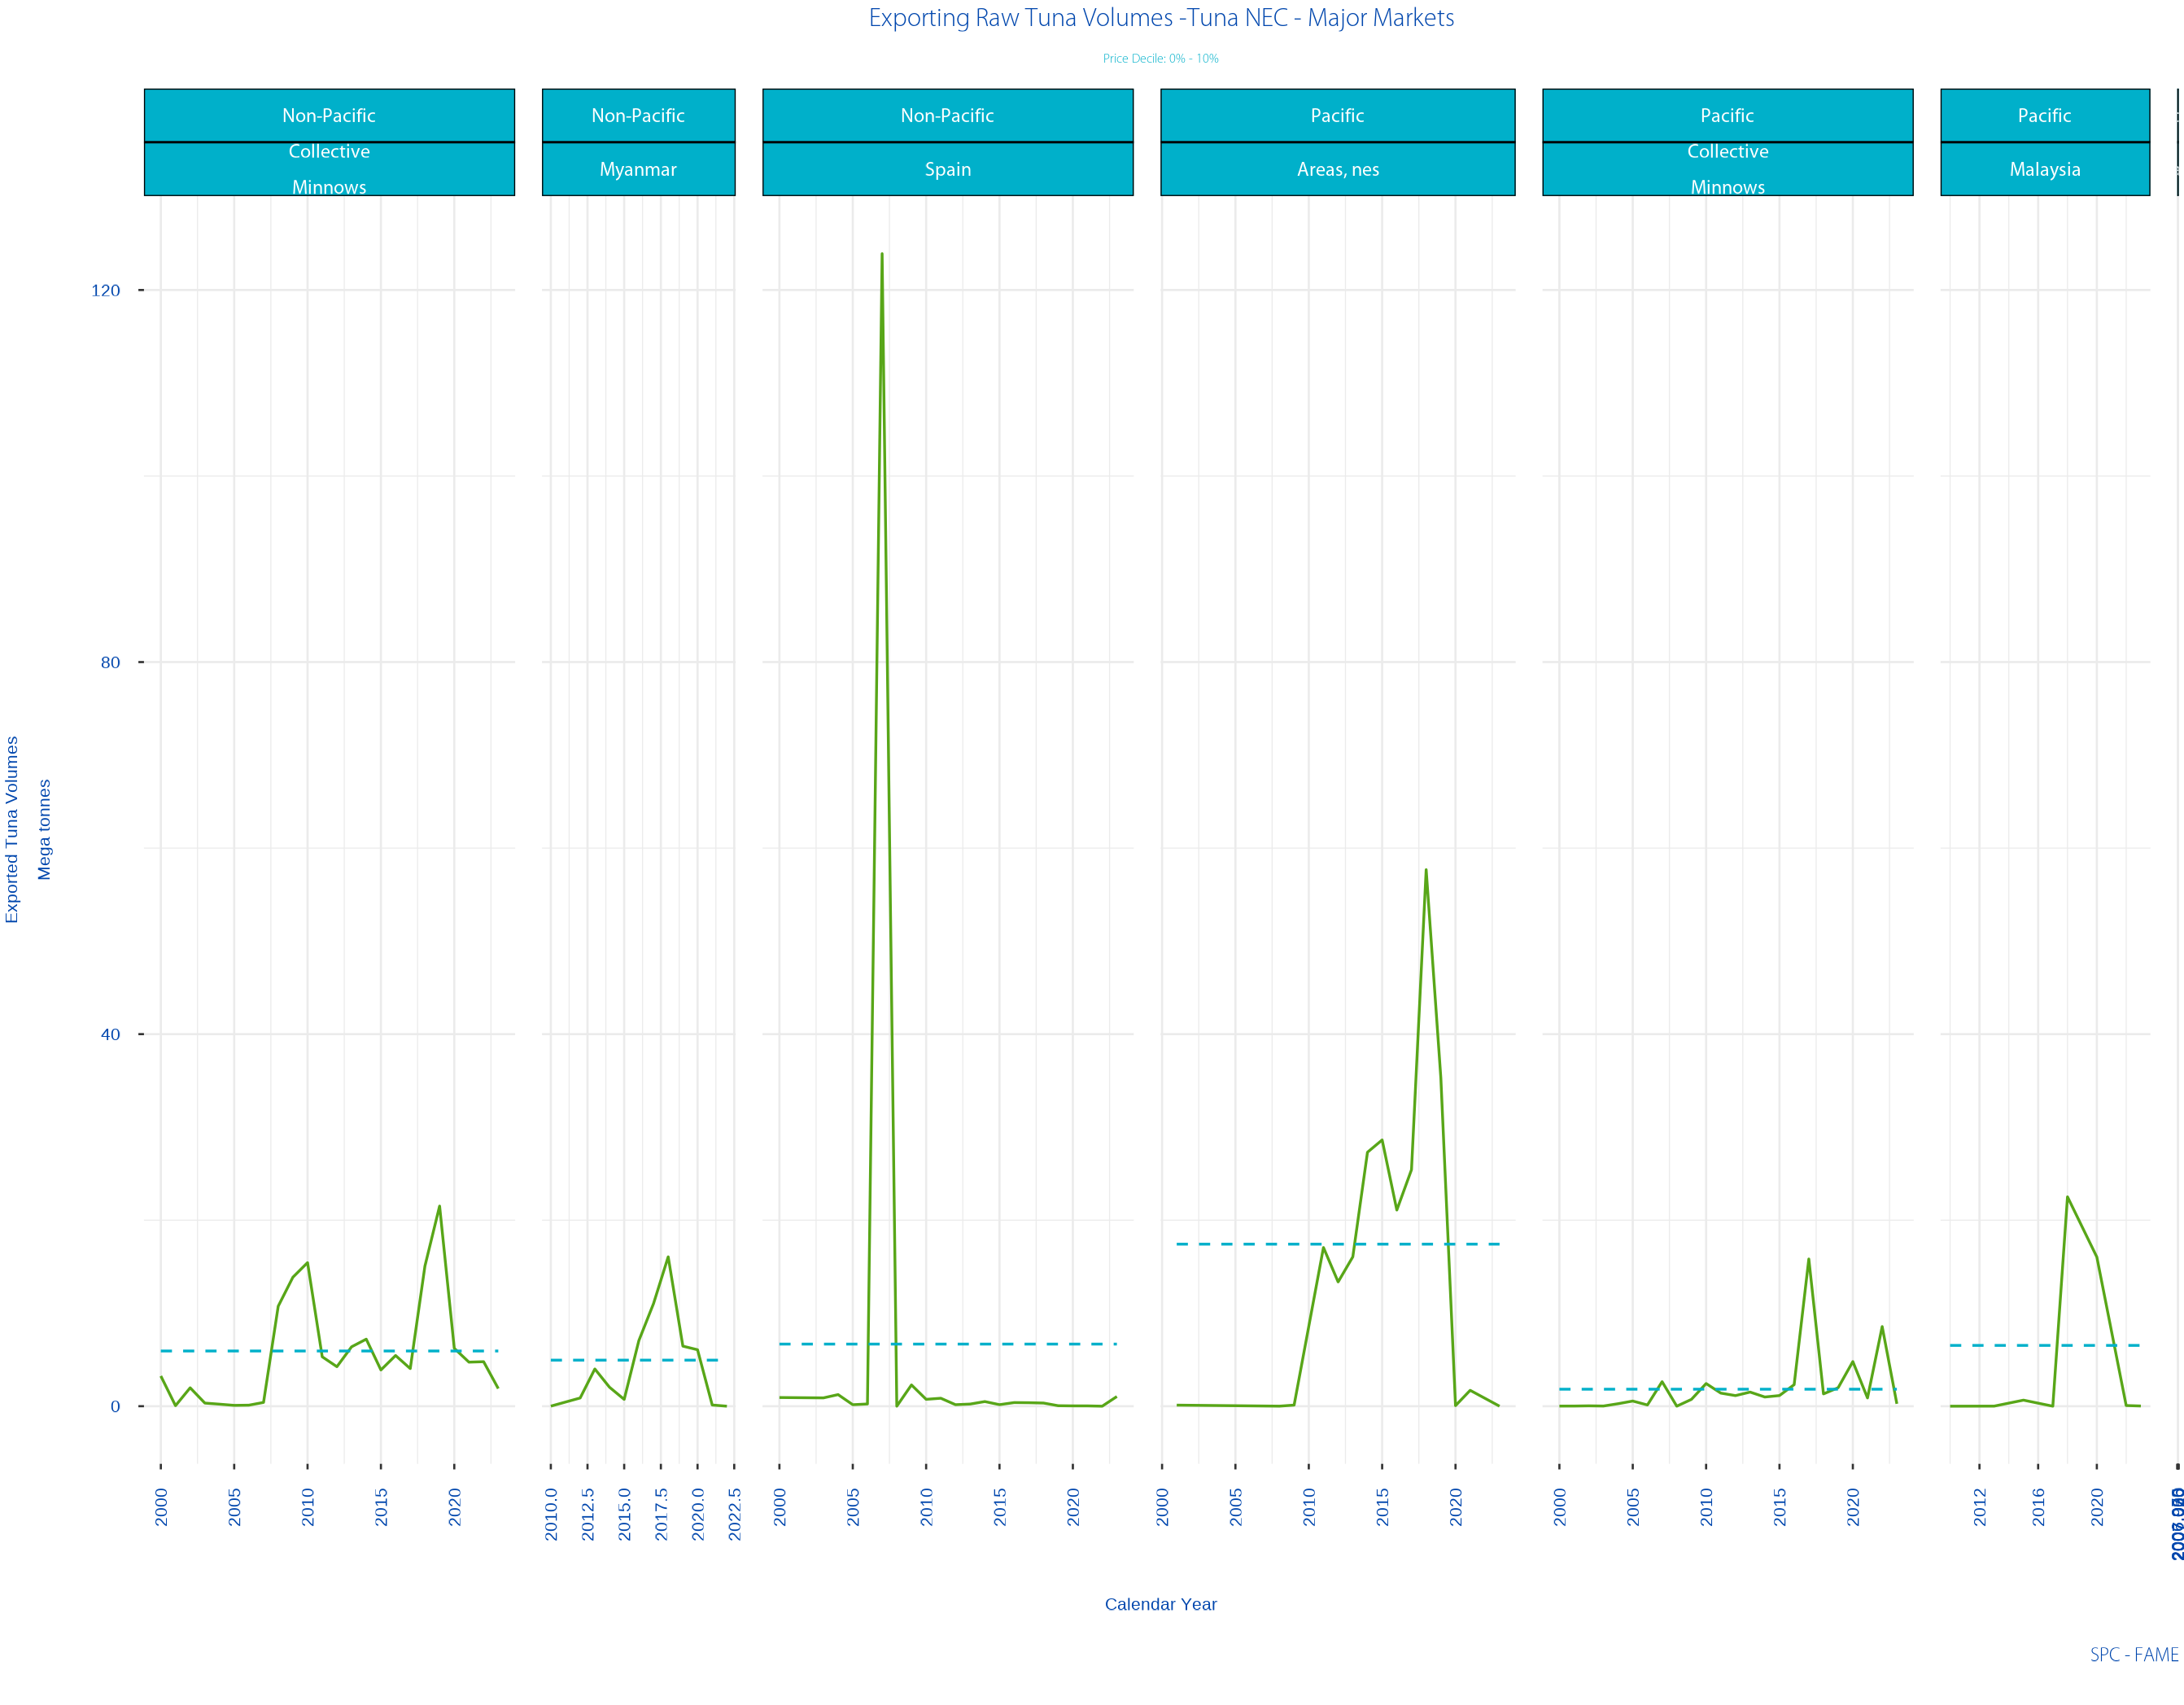 Exporting Raw Tuna Volumes -Tuna NEC - Major Markets
Price Decile: 0% - 10%
Non-Pacific
Non-Pacific
Non-Pacific
Pacific
Pacific
Pacific
Collective
Minnows
Myanmar
Spain
Areas, nes
Collective
Minnows
Malaysia
120
80
40
0
Exported Tuna Volumes
Mega tonnes
2000
2005
2010
2015
2020
2010.0
2012.5
2015.0
2017.5
2020.0
2022.5
2000
2005
2010
2015
2020
2000
2005
2010
2015
2020
2000
2005
2010
2015
2020
2012
2016
2020
Calendar Year
SPC - FAME